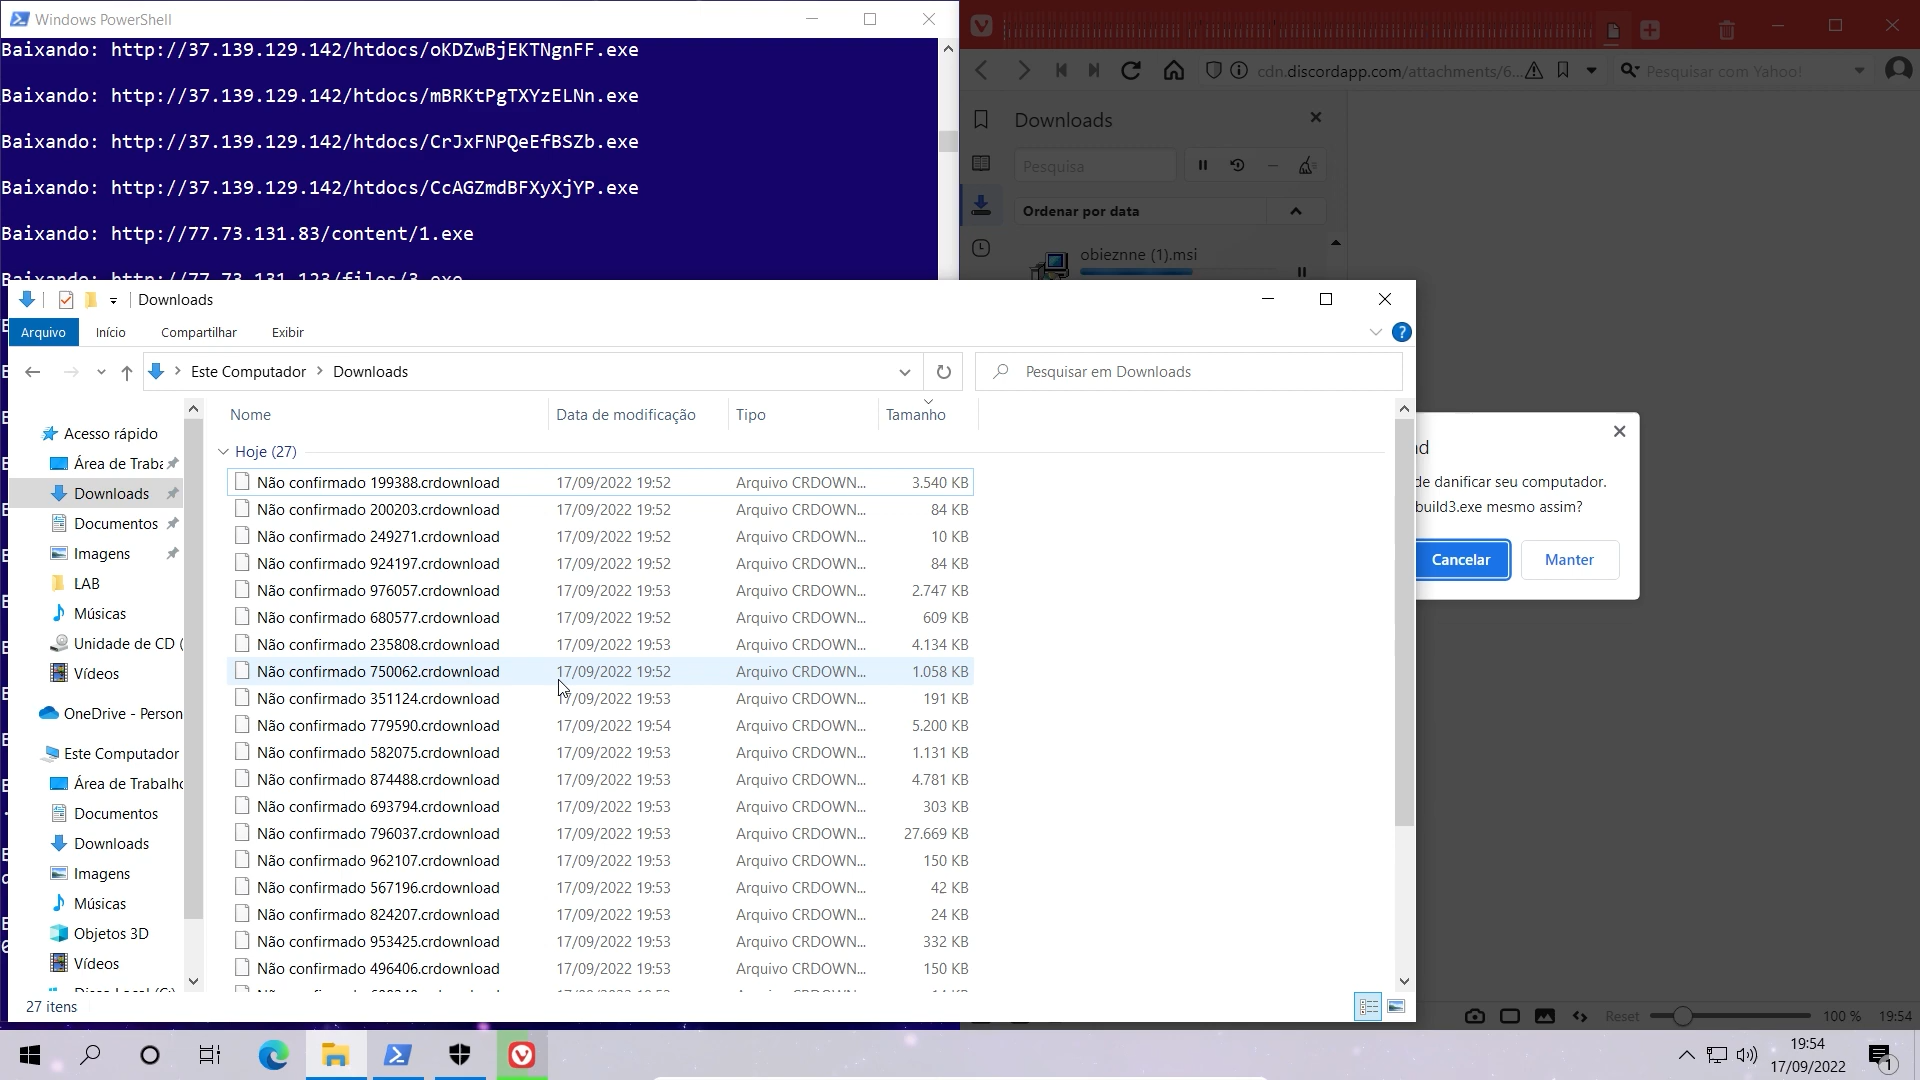 Windows PowerShell
Baixando: http://37.139.129.142/htdocs/oKDZwBjEKTNgnFF.exe
Baixando: http://37.139.129.142/htdocs/mBRKtPgTXYzELNn.exe
Baixando: http://37.139.129.142/htdocs/CrJxFNPQeEfBSZb.exe
Baixando: http://37.139.129.142/htdocs/CcAGZmdBFXyXjYP.exe
Baixando: http://77.73.131.83/content/1.exe
Baixando: http://77.73.131.123/files/3.exe
cdn.discordapp.com/attachments/6...
Pesquisar com Yahoo!
Downloads
Pesquisa
Ordenar por data
obieznne (1).msi
Downloads
Arquivo
Início
Compartilhar
Exibir
Este Computador
Downloads
Pesquisar em Downloads
Acesso rápido
Área de Traba
Downloads
Documentos
Imagens
LAB
Músicas
Unidade de CD (
Vídeos
OneDrive - Person
Este Computador
Área de Trabalho
Documentos
Downloads
Imagens
Músicas
Objetos 3D
Vídeos
Disco Local (C:)
Nome Data de modificação Tipo Tamanho
Hoje (27)
Não confirmado 199388.crdownload 17/09/2022 19:52 Arquivo CRDOWN... 3.540 KB
Não confirmado 200203.crdownload 17/09/2022 19:52 Arquivo CRDOWN... 84 KB
Não confirmado 249271.crdownload 17/09/2022 19:52 Arquivo CRDOWN... 10 KB
Não confirmado 924197.crdownload 17/09/2022 19:52 Arquivo CRDOWN... 84 KB
Não confirmado 976057.crdownload 17/09/2022 19:53 Arquivo CRDOWN... 2.747 KB
Não confirmado 680577.crdownload 17/09/2022 19:52 Arquivo CRDOWN... 609 KB
Não confirmado 235808.crdownload 17/09/2022 19:53 Arquivo CRDOWN... 4.134 KB
Não confirmado 750062.crdownload 17/09/2022 19:52 Arquivo CRDOWN... 1.058 KB
Não confirmado 351124.crdownload 17/09/2022 19:53 Arquivo CRDOWN... 191 KB
Não confirmado 779590.crdownload 17/09/2022 19:54 Arquivo CRDOWN... 5.200 KB
Não confirmado 582075.crdownload 17/09/2022 19:53 Arquivo CRDOWN... 1.131 KB
Não confirmado 874488.crdownload 17/09/2022 19:53 Arquivo CRDOWN... 4.781 KB
Não confirmado 693794.crdownload 17/09/2022 19:53 Arquivo CRDOWN... 303 KB
Não confirmado 796037.crdownload 17/09/2022 19:53 Arquivo CRDOWN... 27.669 KB
Não confirmado 962107.crdownload 17/09/2022 19:53 Arquivo CRDOWN... 150 KB
Não confirmado 567196.crdownload 17/09/2022 19:53 Arquivo CRDOWN... 42 KB
Não confirmado 824207.crdownload 17/09/2022 19:53 Arquivo CRDOWN... 24 KB
Não confirmado 953425.crdownload 17/09/2022 19:53 Arquivo CRDOWN... 332 KB
Não confirmado 496406.crdownload 17/09/2022 19:53 Arquivo CRDOWN... 150 KB
27 itens
de danificar seu computador.
build3.exe mesmo assim?
Cancelar
Manter
Reset
100 %
19:54
19:54
17/09/2022
1